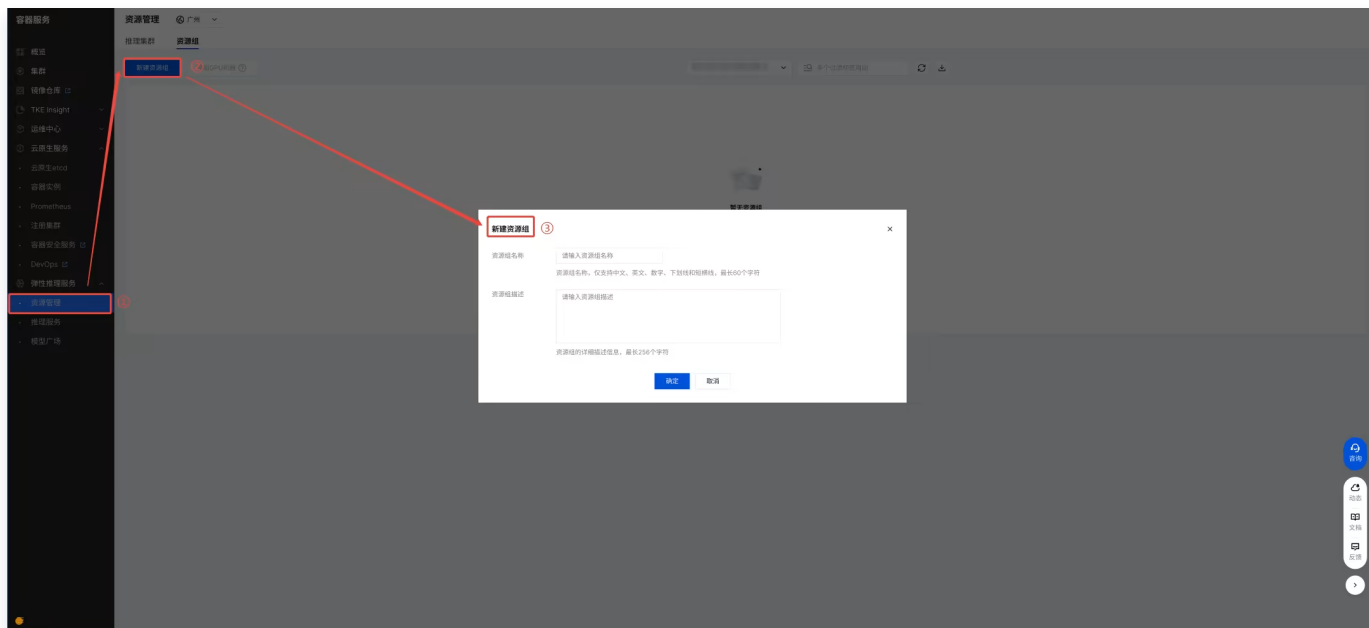 容器服务
资源管理 广州
推理集群 资源组
概览
集群
镜像仓库
TKE Insight
运维中心
云原生服务
云原生etcd
容器实例
Prometheus
注册集群
容器安全服务
DevOps
弹性推理服务
资源管理
推理服务
模型广场
新建资源组
暂无资源组
新建资源组 ③
资源组名称 请输入资源组名称
资源组名称，仅支持中文、英文、数字、下划线和短横线，最长60个字符
资源组描述 请输入资源组描述
资源组的详细描述信息，最长256个字符
确定 取消
咨询
动态
文档
反馈